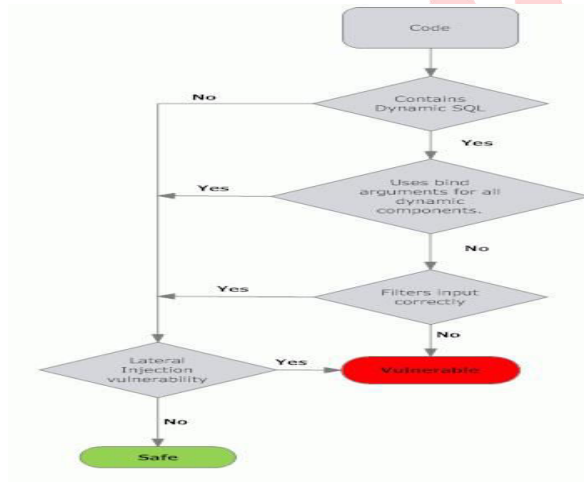 Code
No
Contains
Dynamic SQL
Yes
Uses bind
arguments for all
dynamic
components.
Yes
No
Filters input
correctly
Yes
No
Lateral
Injection
vulnerability
Yes
Vulnerable
No
Safe